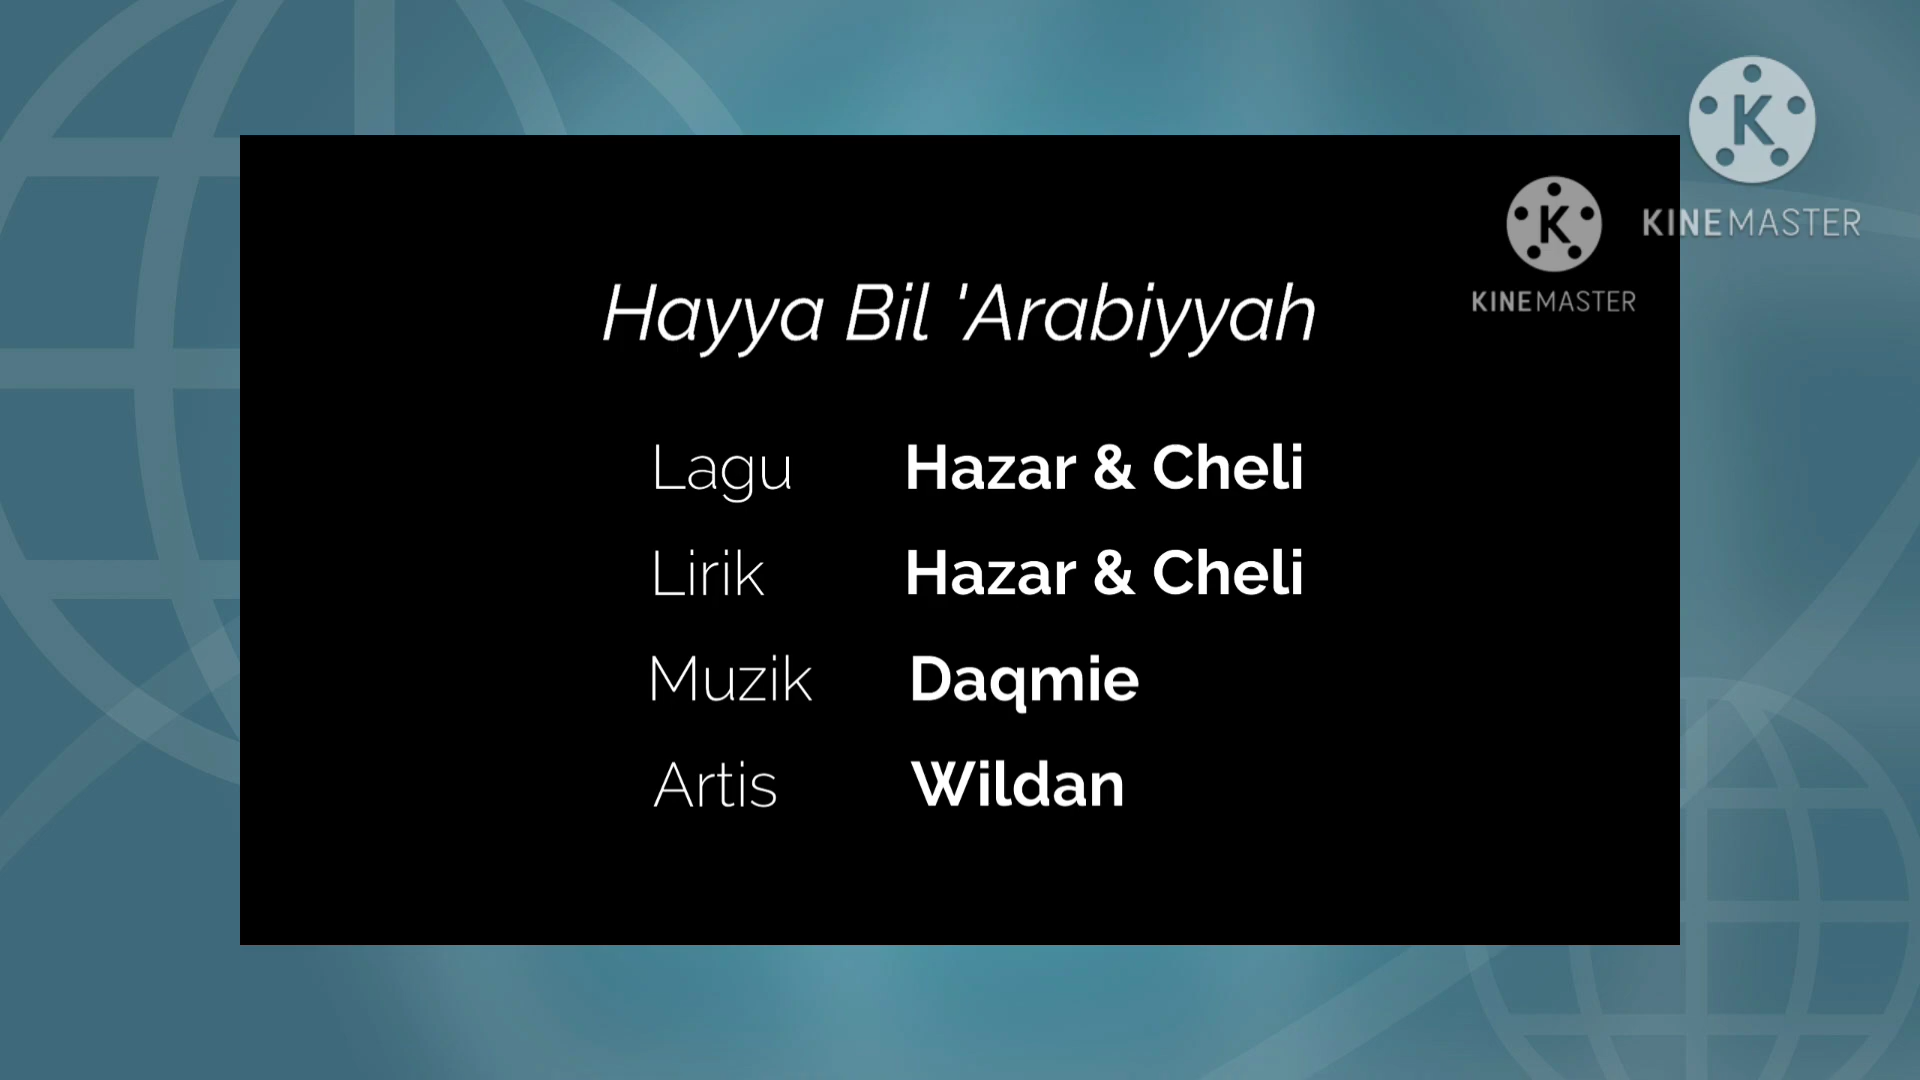 K
KINEMASTER
K
KINEMASTER
Hayya Bil 'Arabiyyah
Lagu Hazar & Cheli
Lirik Hazar & Cheli
Muzik Daqmie
Artis Wildan